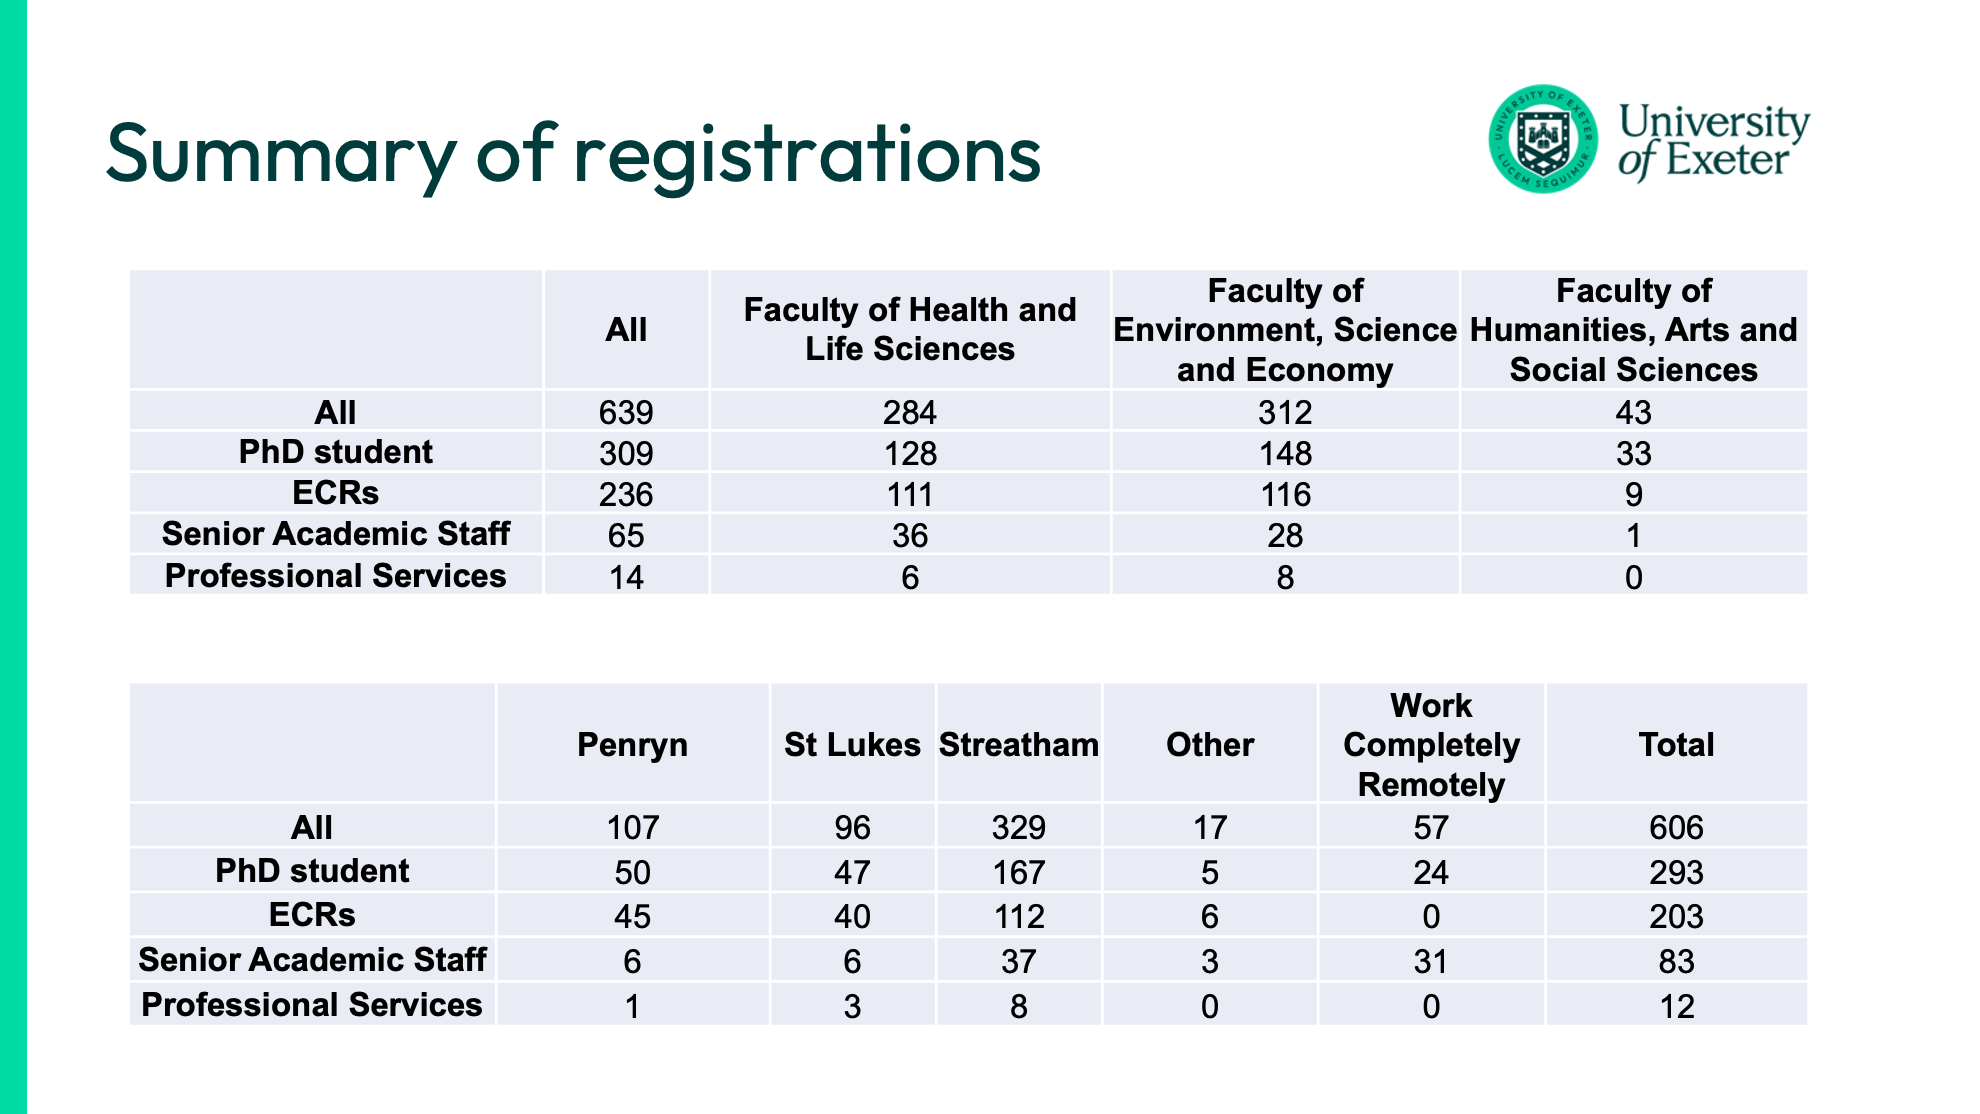 Summary of registrations
UNIVERSITY OF EXETER
LUCEM SEQUIMUR
University
of Exeter
All
Faculty of Health and
Life Sciences
Faculty of
Environment, Science
and Economy
Faculty of
Humanities, Arts and
Social Sciences
All 639 284 312 43
PhD student 309 128 148 33
ECRs 236 111 116 9
Senior Academic Staff 65 36 28 1
Professional Services 14 6 8 0
Penryn
St Lukes
Streatham
Other
Work
Completely
Remotely
Total
All 107 96 329 17 57 606
PhD student 50 47 167 5 24 293
ECRs 45 40 112 6 0 203
Senior Academic Staff 6 6 37 3 31 83
Professional Services 1 3 8 0 0 12